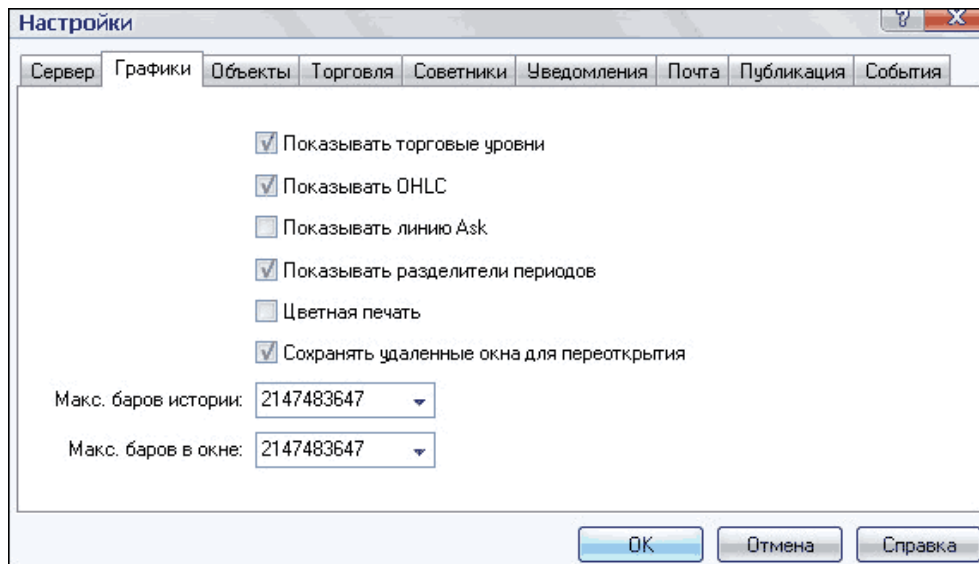 Настройки
Сервер Графики Объекты Торговля Советники Уведомления Почта Публикация События
Показывать торговые уровни
Показывать OHLC
Показывать линию Ask
Показывать разделители периодов
Цветная печать
Сохранять удаленные окна для переоткрытия
Макс. баров истории: 2147483647
Макс. баров в окне: 2147483647
OK Отмена Справка